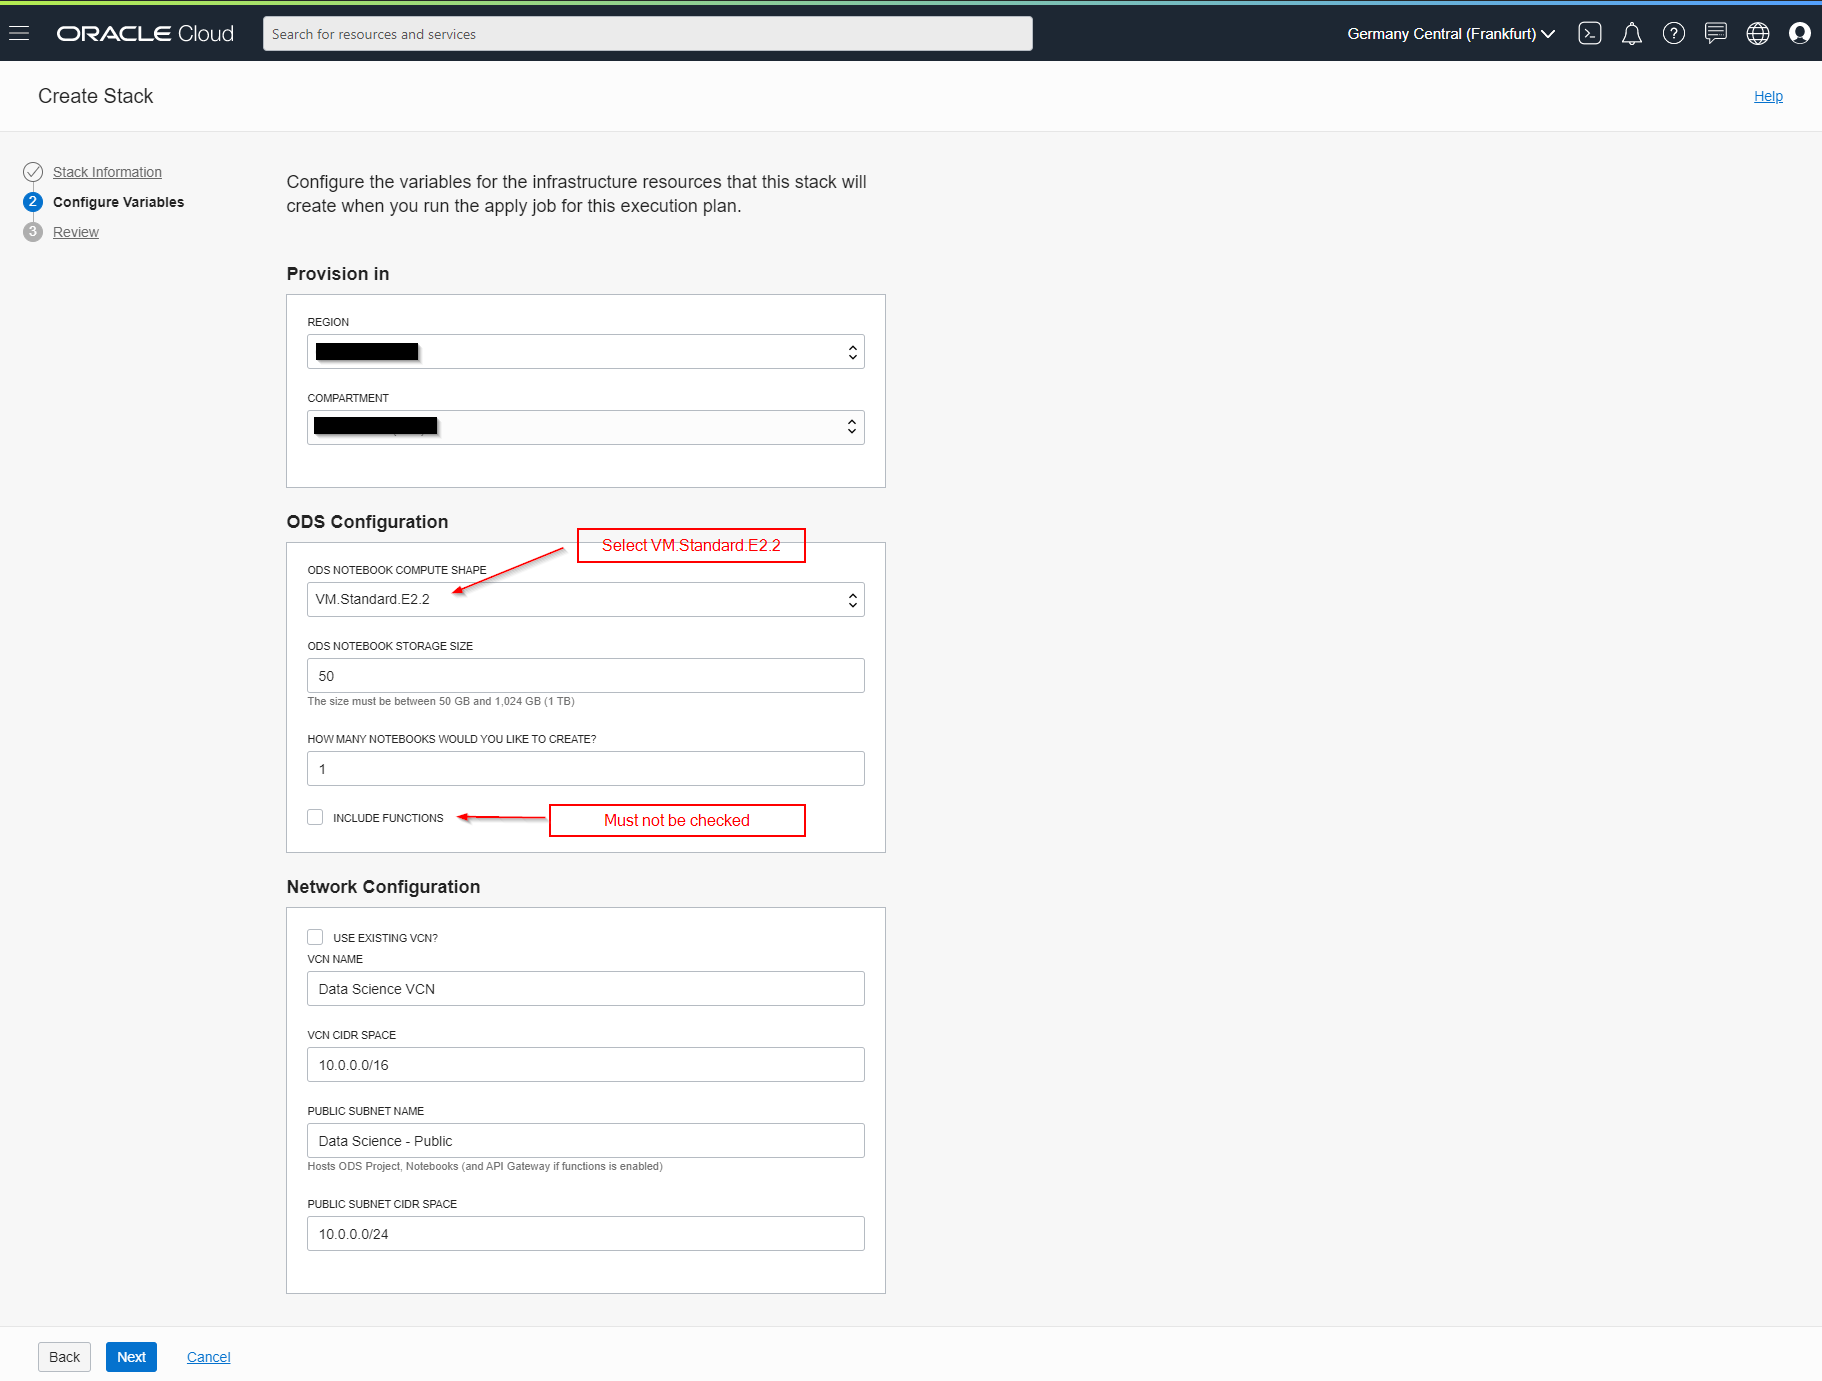 ORACLE Cloud
Search for resources and services
Germany Central (Frankfurt)
Create Stack
Help
Stack Information
2 Configure Variables
3 Review
Configure the variables for the infrastructure resources that this stack will
create when you run the apply job for this execution plan.
Provision in
REGION
COMPARTMENT
ODS Configuration
Select VM.Standard.E2.2
ODS NOTEBOOK COMPUTE SHAPE
VM.Standard.E2.2
ODS NOTEBOOK STORAGE SIZE
50
The size must be between 50 GB and 1,024 GB (1 TB)
HOW MANY NOTEBOOKS WOULD YOU LIKE TO CREATE?
1
INCLUDE FUNCTIONS
Must not be checked
Network Configuration
USE EXISTING VCN?
VCN NAME
Data Science VCN
VCN CIDR SPACE
10.0.0.0/16
PUBLIC SUBNET NAME
Data Science - Public
Hosts ODS Project, Notebooks (and API Gateway if functions is enabled)
PUBLIC SUBNET CIDR SPACE
10.0.0.0/24
Back
Next
Cancel